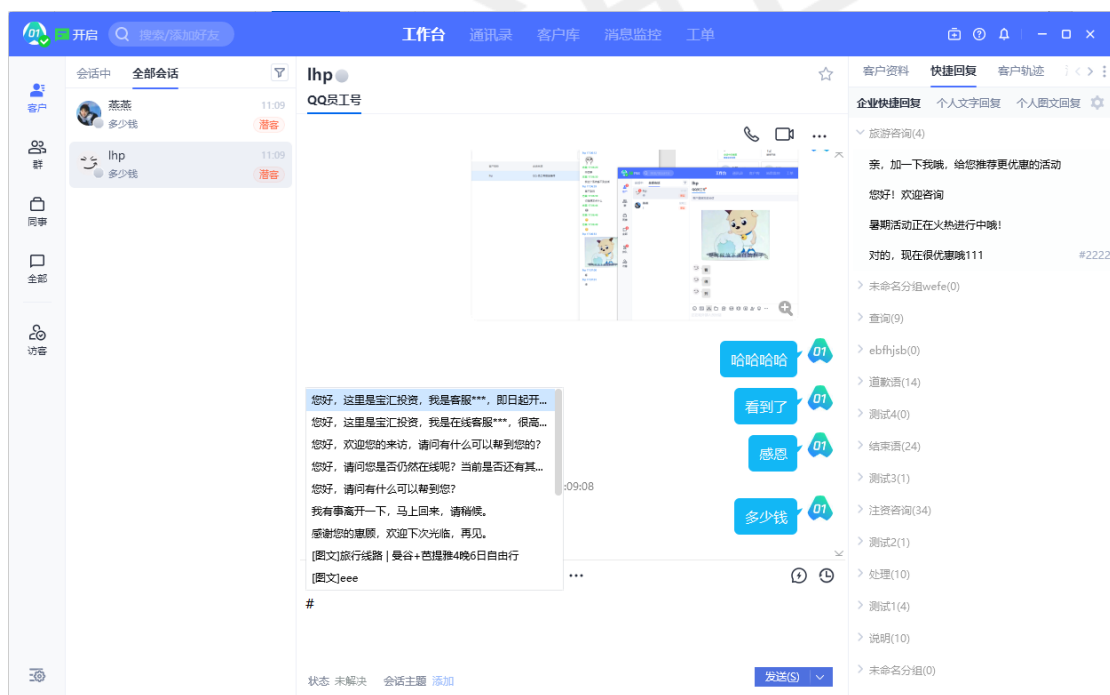 01
开启
搜索/添加好友
工作台 通讯录 客户库 消息监控 工单
客户
群
同事
全部
访客
会话中 全部会话
燕燕 11:09
多少钱 潜客
lhp 11:09
多少钱 潜客
lhp
QQ员工号
哈哈哈哈 01
看到了 01
感恩 01
:09:08
多少钱 01
您好，这里是宝汇投资，我是客服***，即日起开...
您好，这里是宝汇投资，我是在线客服***，很高...
您好，欢迎您的来访，请问有什么可以帮到您的？
您好，请问您是否仍然在线呢？当前是否还有其...
您好，请问有什么可以帮到您？
我有事离开一下，马上回来，请稍候。
感谢您的惠顾，欢迎下次光临，再见。
[图文]旅行线路 | 曼谷+芭提雅4晚6日自由行
[图文]eee
#
状态 未解决 会话主题 添加
发送(S)
客户资料 快捷回复 客户轨迹
企业快捷回复 个人文字回复 个人图文回复
旅游咨询(4)
亲，加一下我哦，给您推荐更优惠的活动
您好！欢迎咨询
暑期活动正在火热进行中哦！
对的，现在很优惠哦111 #2222
未命名分组wefe(0)
查询(9)
ebfhjsb(0)
道歉语(14)
测试4(0)
结束语(24)
测试3(1)
注资咨询(34)
测试2(1)
处理(10)
测试1(4)
说明(10)
未命名分组(0)